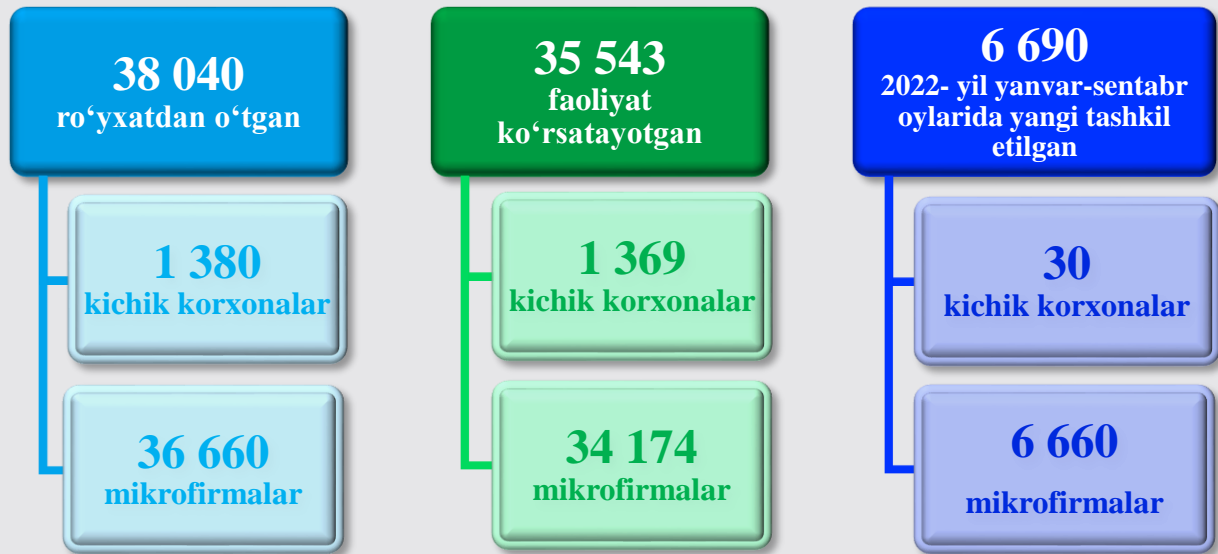 38 040
ro‘yxatdan o‘tgan
1 380
kichik korxonalar
36 660
mikrofirmalar
35 543
faoliyat
ko‘rsatayotgan
1 369
kichik korxonalar
34 174
mikrofirmalar
6 690
2022- yil yanvar-sentabr
oylarida yangi tashkil
etilgan
30
kichik korxonalar
6 660
mikrofirmalar